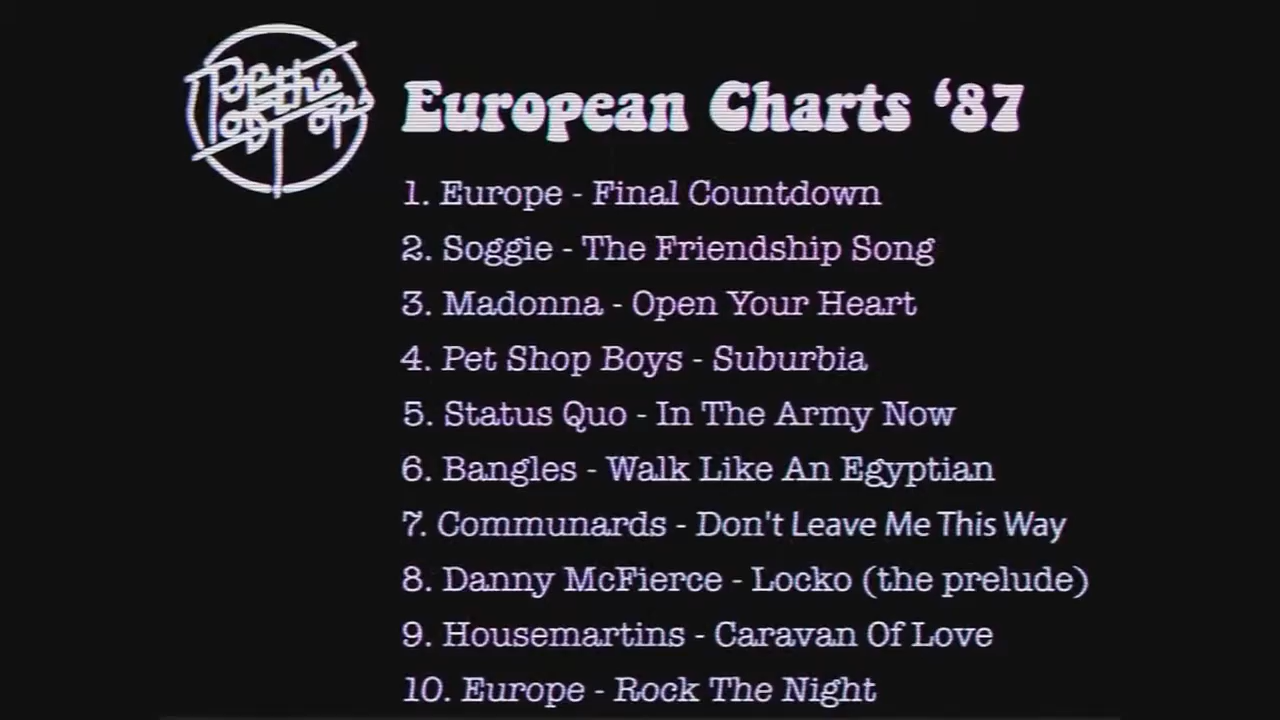 Top of the Pops
European Charts ‘87
1. Europe - Final Countdown
2. Soggie - The Friendship Song
3. Madonna - Open Your Heart
4. Pet Shop Boys - Suburbia
5. Status Quo - In The Army Now
6. Bangles - Walk Like An Egyptian
7. Communards - Don't Leave Me This Way
8. Danny McFierce - Locko (the prelude)
9. Housemartins - Caravan Of Love
10. Europe - Rock The Night